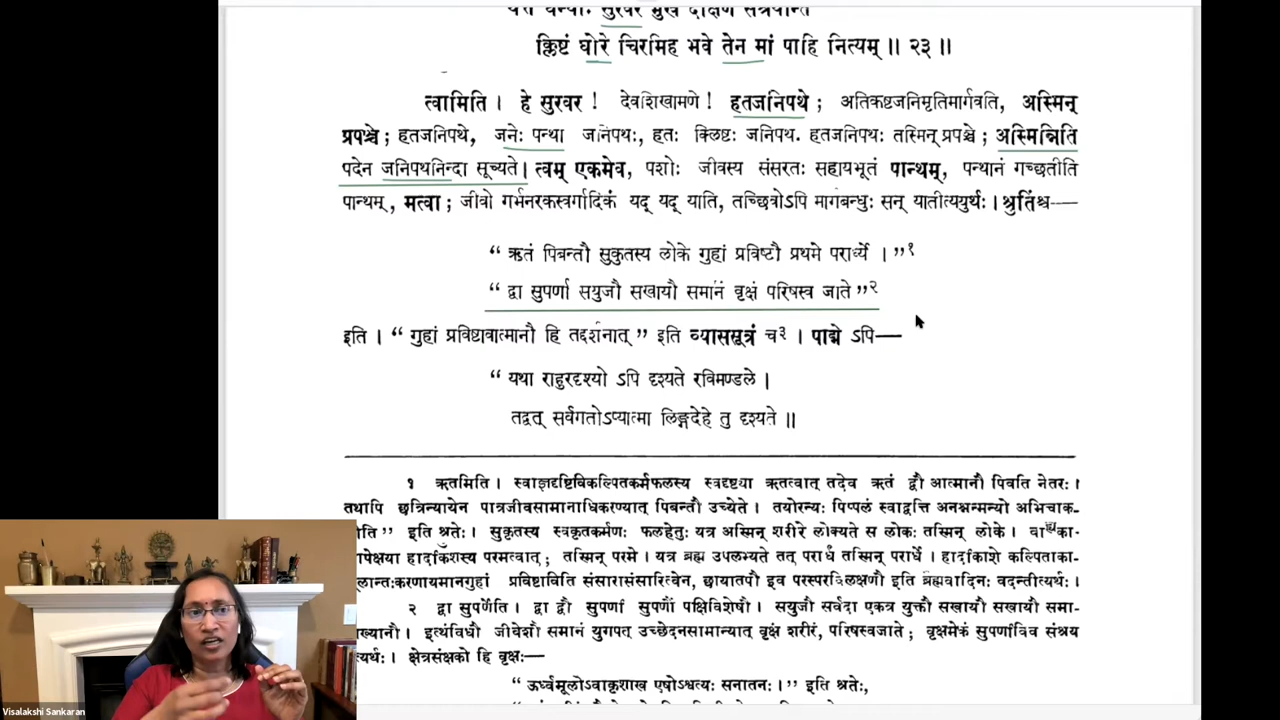 यत्ते धन्याः सुरवर मुखं दक्षिणं संश्रयन्ति
क्लिष्टं घोरे चिरमिह भवे तेन मां पाहि नित्यम् ॥ २३ ॥
त्वामिति । हे सुरवर ! देवशिखामणे ! हतजनिपथे ; अतिकष्टजनिमृतिमार्गवति, अस्मिन्
प्रपञ्चे ; हतजनिपथे, जनेः पन्था जनिपथः, हतः क्लिष्टः जनिपथ. हतजनिपथः तस्मिन् प्रपञ्चे ; अस्मिन्निति
पदेन जनिपथनिन्दा सूच्यते । त्वम् एकमेव, पशोः जीवस्य संसरतः सहायभूतं पान्थम्, पन्थानं गच्छतीति
पान्थम्, मत्वा ; जीवो गर्भनरकस्वर्गादिकं यद् यद् याति, तच्छिवोऽपि मार्गबन्धुः सन् यातीत्ययुर्थः । श्रुतिश्च—
“ ऋतं पिबन्तौ सुकृतस्य लोके गुहां प्रविष्टौ प्रथमे परार्ध्ये । ”१
“ द्वा सुपर्णा सयुजौ सखायौ समानं वृक्षं परिषस्व जाते ”२
इति । “ गुहां प्रविष्टावात्मानौ हि तद्दर्शनात् ” इति व्याससूत्रं च३ । पाद्मे ऽपि—
“ यथा राहुरदृश्यो ऽपि दृश्यते रविमण्डले ।
तद्वत् सर्वगतोऽप्यात्मा लिङ्गदेहे तु दृश्यते ॥
१ ऋतमिति । स्वाज्ञदृष्टिविकल्पितकर्मफलस्य स्वदृष्ट्या ऋतत्वात् तदेव ऋतं द्वौ आत्मानौ पिबति नेतरः ।
तथापि छत्रिन्यायेन पात्रजीवसामानाधिकरण्यात् पिबन्तौ उच्येते । तयोरन्यः पिप्पलं स्वाद्वत्ति अनश्नन्नन्यो अभिचाक-
ीति” इति श्रुतेः । सुकृतस्य स्वकृतकर्मणः फलहेतुः यत्र अस्मिन् शरीरे लोक्यते स लोकः तस्मिन् लोके । बाह्यका-
ापेक्षया हार्दाकाशस्य परमत्वात् ; तस्मिन् परमे । यत्र ब्रह्म उपलभ्यते तत् परार्धं तस्मिन् परार्धे । हार्दाकाशे कल्पिताका-
लान्तःकरणायमानगुहां प्रविष्टाविति संसारासंसारित्वेन, छायातपौ इव परस्परविलक्षणौ इति ब्रह्मवादिनः वदन्तीत्यर्थः ।
२ द्वा सुपर्णेति । द्वा द्वौ सुपर्णा सुपर्णौ पक्षिविशेषौ । सयुजौ सर्वदा एकत्र युक्तौ सखायौ सखायौ समा-
ख्यानौ । इत्थंविधौ जीवेशौ समानं युगपत् उच्छेदनसामान्यात् वृक्षं शरीरं, परिषस्वजाते ; वृक्षमेकं सुपर्णाविव संश्रय
त्यर्थः । क्षेत्रसंज्ञको हि वृक्षः—
“ ऊर्ध्वमूलोऽवाक्शाख एषोऽश्वत्थः सनातनः । ” इति श्रुतेः,
Visalakshi Sankaran